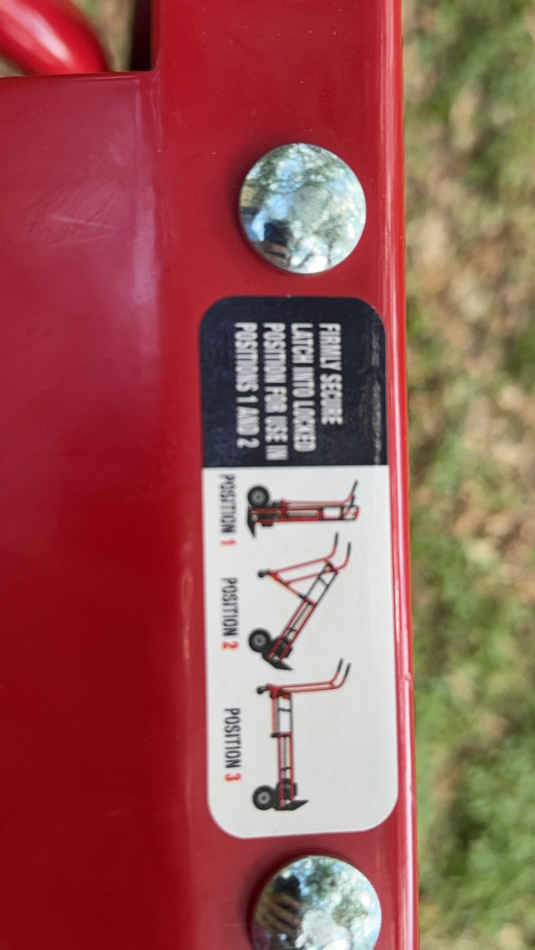 FIRMLY SECURE
LATCH INTO LOCKED
POSITION FOR USE IN
POSITIONS 1 AND 2
POSITION 1
POSITION 2
POSITION 3